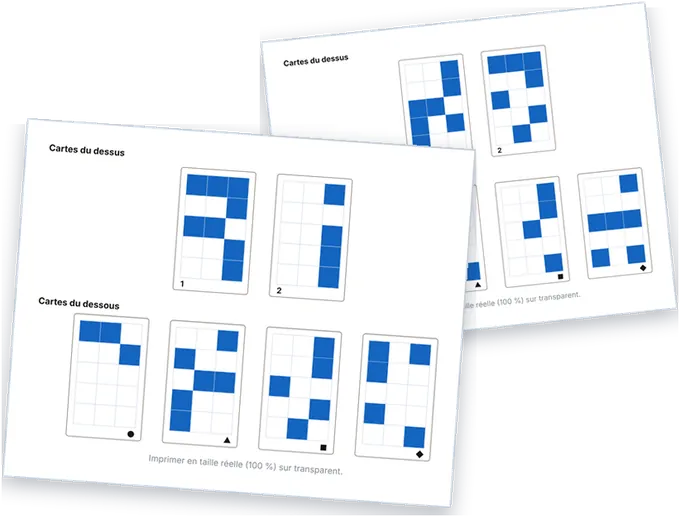 Cartes du dessus
2
Cartes du dessus
1
2
Cartes du dessous
Imprimer en taille réelle (100 %) sur transparent.
lle réelle (100 %) sur transparent.